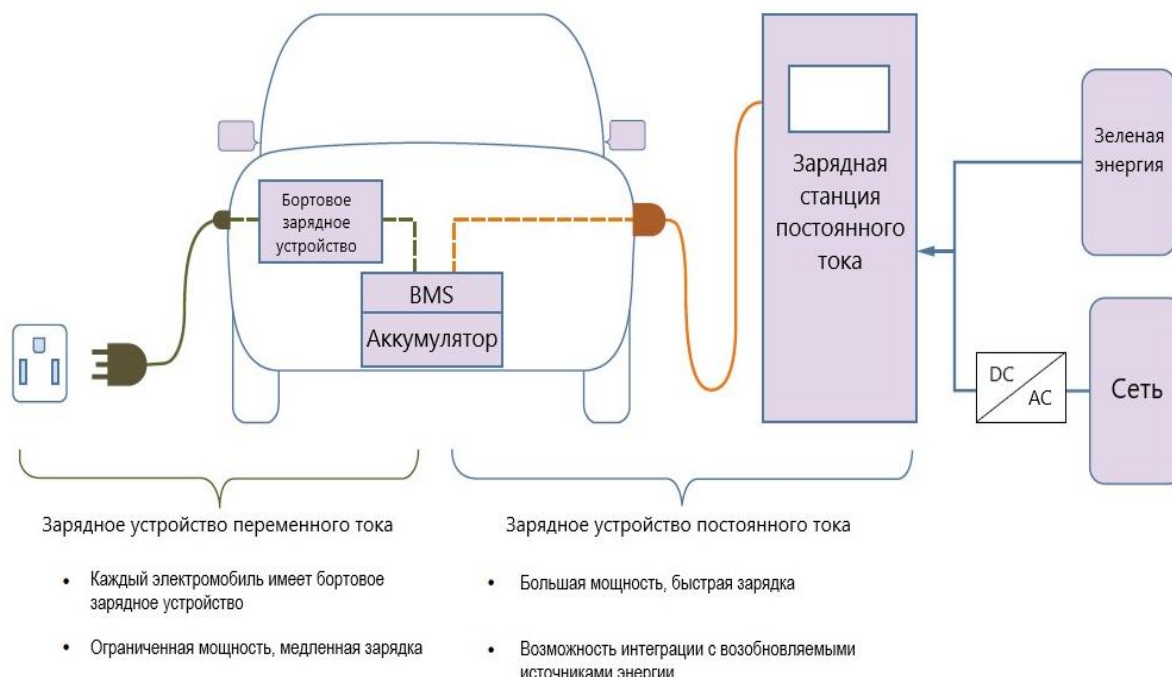 Бортовое
зарядное
устройство
BMS
Аккумулятор
Зарядная
станция
постоянного
тока
Зеленая
энергия
DC
AC
Сеть
Зарядное устройство переменного тока
• Каждый электромобиль имеет бортовое
зарядное устройство
• Ограниченная мощность, медленная зарядка
Зарядное устройство постоянного тока
• Большая мощность, быстрая зарядка
• Возможность интеграции с возобновляемыми
источниками энергии